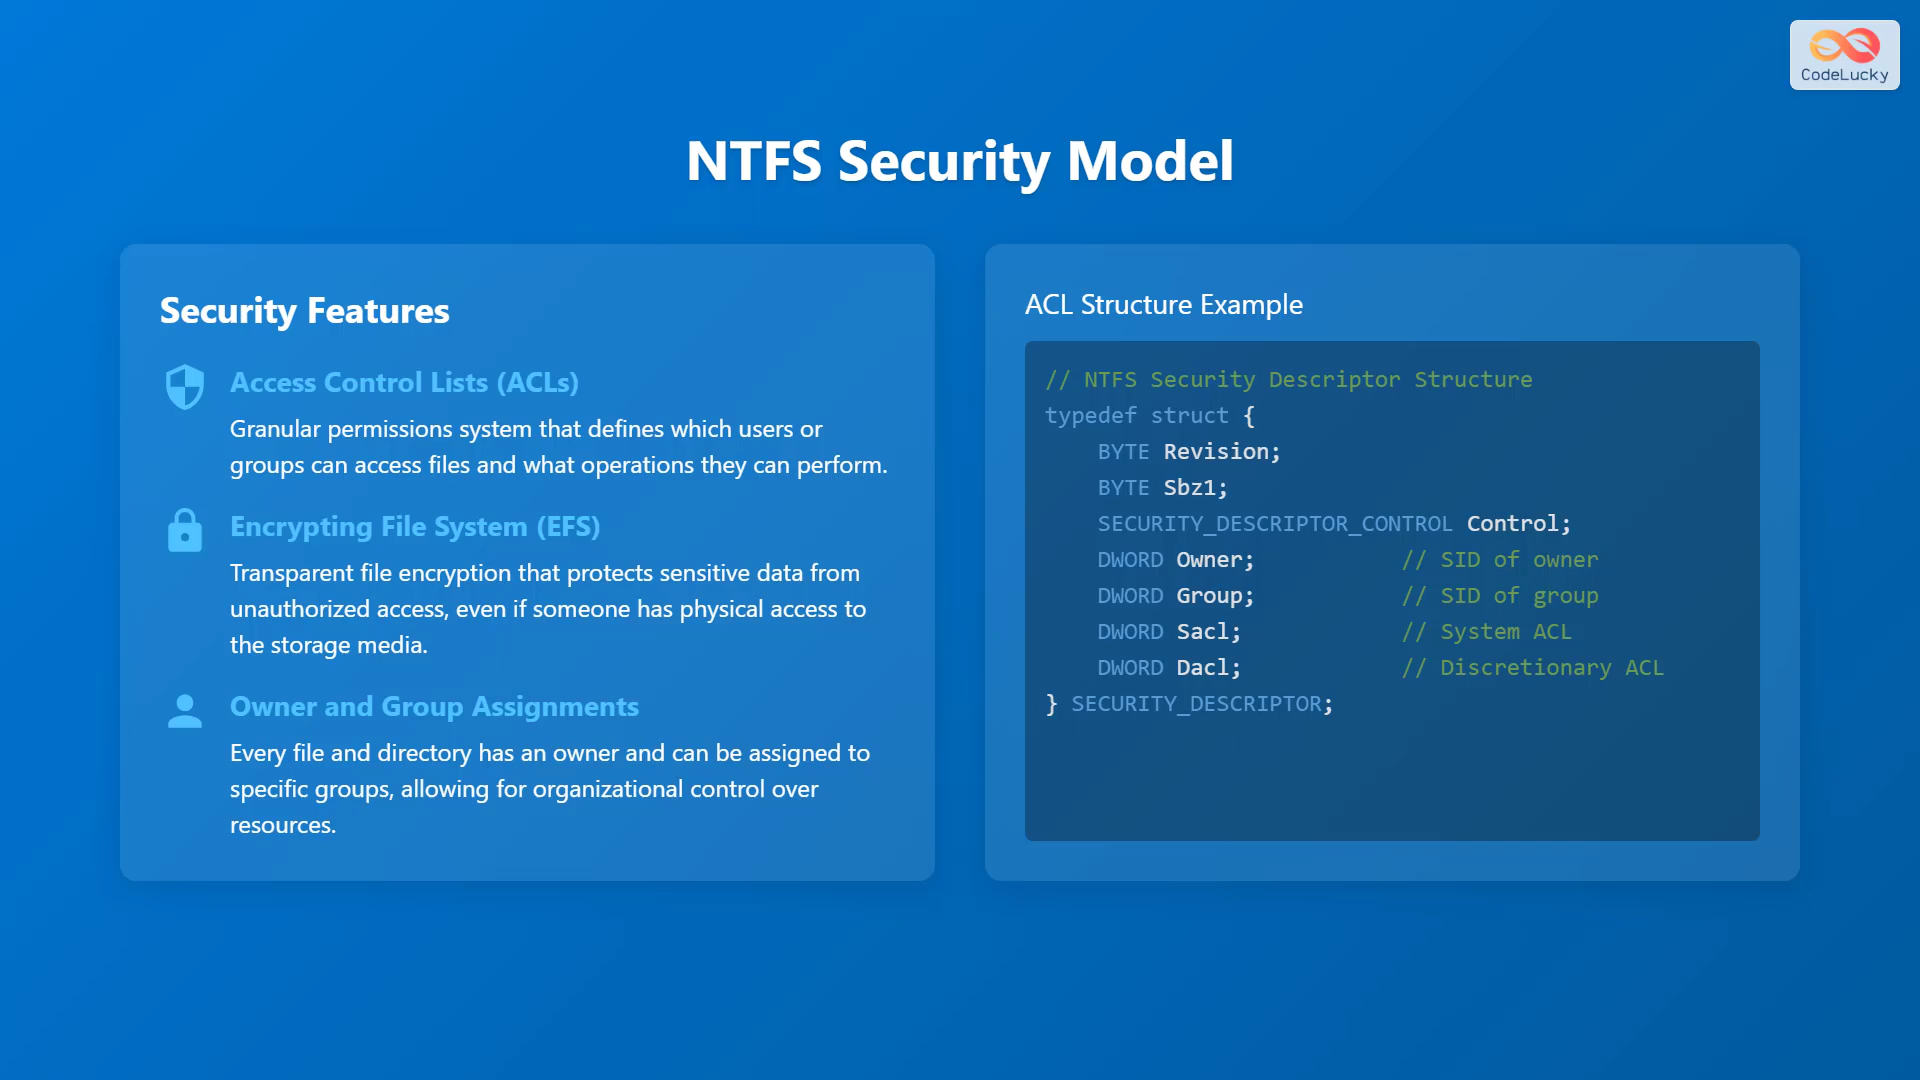 CodeLucky
NTFS Security Model
Security Features
Access Control Lists (ACLs)
Granular permissions system that defines which users or
groups can access files and what operations they can perform.
Encrypting File System (EFS)
Transparent file encryption that protects sensitive data from
unauthorized access, even if someone has physical access to
the storage media.
Owner and Group Assignments
Every file and directory has an owner and can be assigned to
specific groups, allowing for organizational control over
resources.
ACL Structure Example
// NTFS Security Descriptor Structure
typedef struct {
    BYTE Revision;
    BYTE Sbz1;
    SECURITY_DESCRIPTOR_CONTROL Control;
    DWORD Owner;           // SID of owner
    DWORD Group;           // SID of group
    DWORD Sacl;            // System ACL
    DWORD Dacl;            // Discretionary ACL
} SECURITY_DESCRIPTOR;